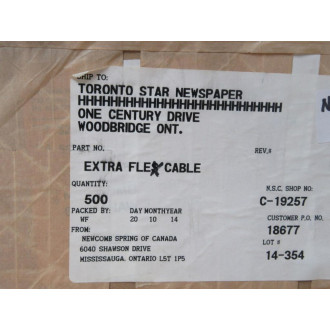 SHIP TO:
TORONTO STAR NEWSPAPER
HHHHHHHHHHHHHHHHHHHHHHHHHHH
ONE CENTURY DRIVE
WOODBRIDGE ONT.
PART NO. REV.#
EXTRA FLEX CABLE
QUANTITY: N.S.C. SHOP NO:
500 C-19257
PACKED BY: DAY MONTH YEAR CUSTOMER P.O. NO.
WF 20 10 14 18677
FROM: LOT #
NEWCOMB SPRING OF CANADA 14-354
6040 SHAWSON DRIVE
MISSISSAUGA, ONTARIO L5T 1P5
N